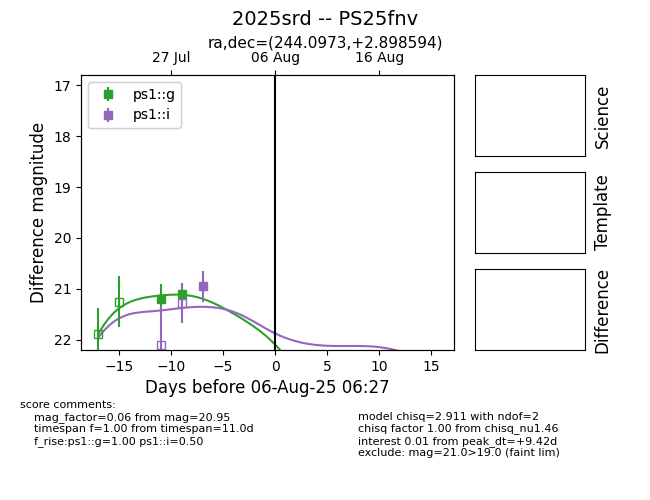 2025srd -- PS25fnv
ra,dec=(244.0973,+2.898594)
27 Jul 06 Aug 16 Aug
ps1::g
ps1::i
17
18
19
20
21
22
Difference magnitude
−15 −10 −5 0 5 10 15
Days before 06-Aug-25 06:27
Science
Template
Difference
score comments:
mag_factor=0.06 from mag=20.95
timespan f=1.00 from timespan=11.0d
f_rise:ps1::g=1.00 ps1::i=0.50
model chisq=2.911 with ndof=2
chisq factor 1.00 from chisq_nu1.46
interest 0.01 from peak_dt=+9.42d
exclude: mag=21.0>19.0 (faint lim)